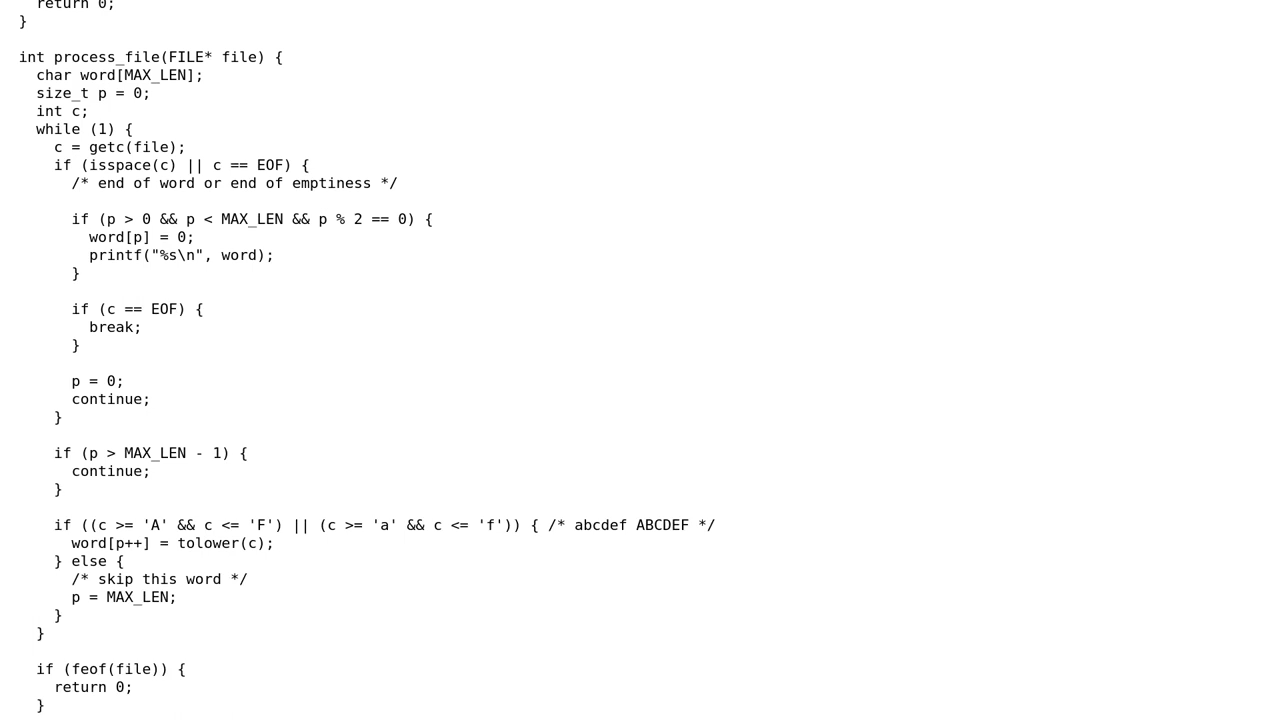 return 0;
}

int process_file(FILE* file) {
  char word[MAX_LEN];
  size_t p = 0;
  int c;
  while (1) {
    c = getc(file);
    if (isspace(c) || c == EOF) {
      /* end of word or end of emptiness */

      if (p > 0 && p < MAX_LEN && p % 2 == 0) {
        word[p] = 0;
        printf("%s\n", word);
      }

      if (c == EOF) {
        break;
      }

      p = 0;
      continue;
    }

    if (p > MAX_LEN - 1) {
      continue;
    }

    if ((c >= 'A' && c <= 'F') || (c >= 'a' && c <= 'f')) { /* abcdef ABCDEF */
      word[p++] = tolower(c);
    } else {
      /* skip this word */
      p = MAX_LEN;
    }
  }

  if (feof(file)) {
    return 0;
  }